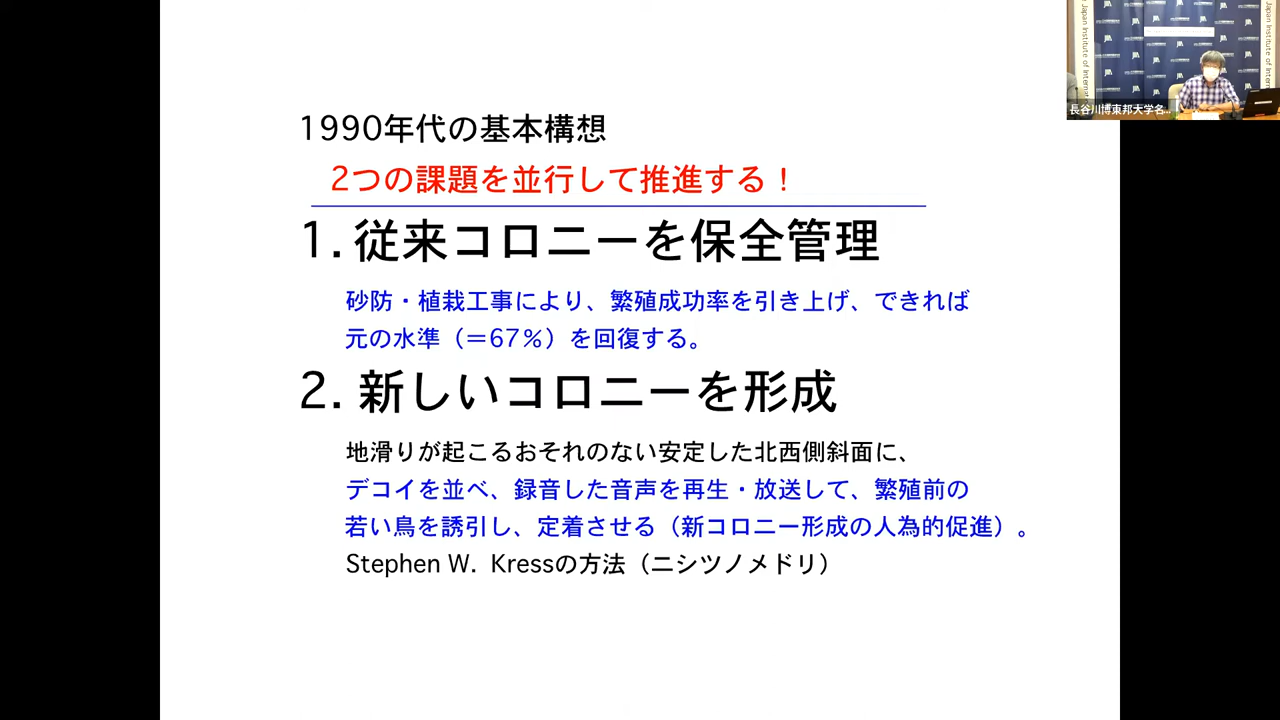 1990年代の基本構想
2つの課題を並行して推進する！
1. 従来コロニーを保全管理
砂防・植栽工事により、繁殖成功率を引き上げ、できれば
元の水準（＝67％）を回復する。
2. 新しいコロニーを形成
地滑りが起こるおそれのない安定した北西側斜面に、
デコイを並べ、録音した音声を再生・放送して、繁殖前の
若い鳥を誘引し、定着させる（新コロニー形成の人為的促進）。
Stephen W. Kressの方法（ニシツノメドリ）
Japan Institute of Internat
Japan Institute of Intern
長谷川博東邦大学名...